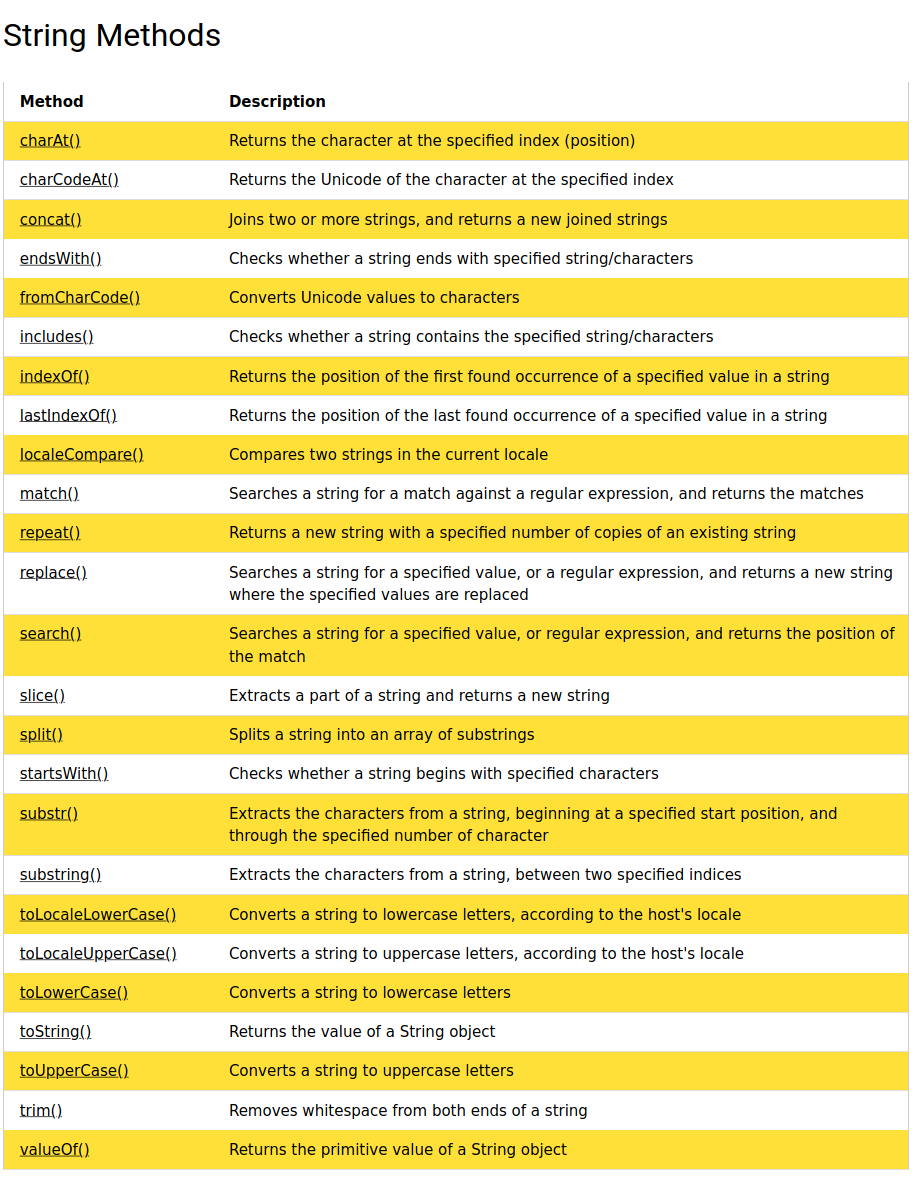 String Methods
Method Description
charAt() Returns the character at the specified index (position)
charCodeAt() Returns the Unicode of the character at the specified index
concat() Joins two or more strings, and returns a new joined strings
endsWith() Checks whether a string ends with specified string/characters
fromCharCode() Converts Unicode values to characters
includes() Checks whether a string contains the specified string/characters
indexOf() Returns the position of the first found occurrence of a specified value in a string
lastIndexOf() Returns the position of the last found occurrence of a specified value in a string
localeCompare() Compares two strings in the current locale
match() Searches a string for a match against a regular expression, and returns the matches
repeat() Returns a new string with a specified number of copies of an existing string
replace() Searches a string for a specified value, or a regular expression, and returns a new string
where the specified values are replaced
search() Searches a string for a specified value, or regular expression, and returns the position of
the match
slice() Extracts a part of a string and returns a new string
split() Splits a string into an array of substrings
startsWith() Checks whether a string begins with specified characters
substr() Extracts the characters from a string, beginning at a specified start position, and
through the specified number of character
substring() Extracts the characters from a string, between two specified indices
toLocaleLowerCase() Converts a string to lowercase letters, according to the host's locale
toLocaleUpperCase() Converts a string to uppercase letters, according to the host's locale
toLowerCase() Converts a string to lowercase letters
toString() Returns the value of a String object
toUpperCase() Converts a string to uppercase letters
trim() Removes whitespace from both ends of a string
valueOf() Returns the primitive value of a String object